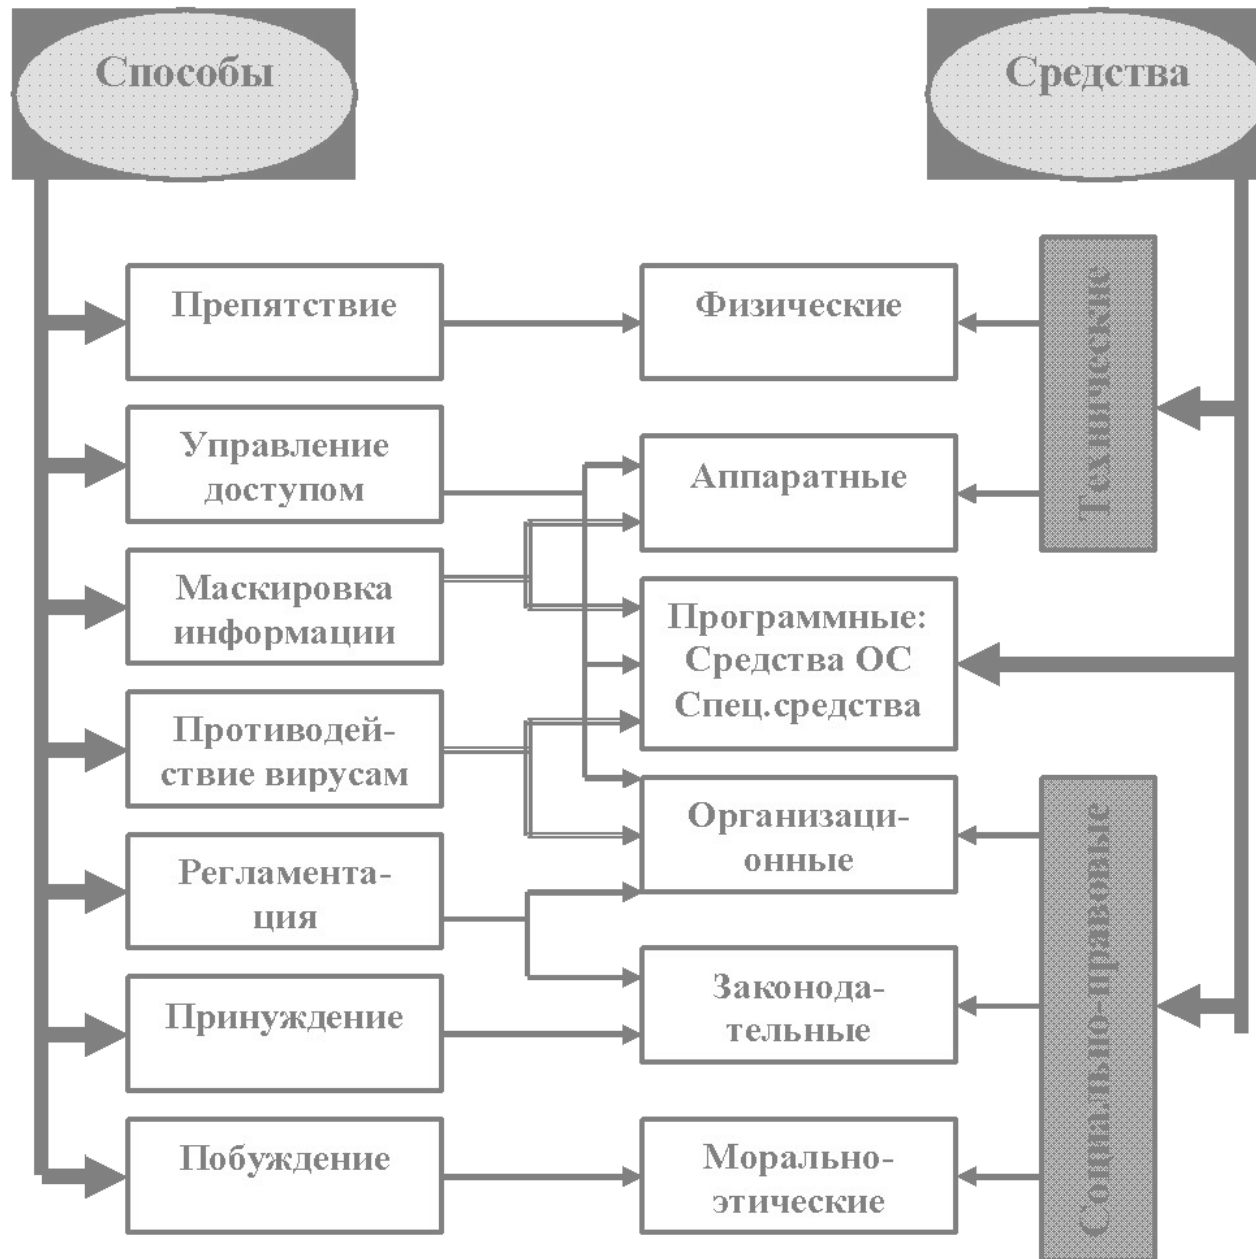 Способы
Средства
Препятствие
Физические
Технические
Управление
доступом
Аппаратные
Маскировка
информации
Программные:
Средства ОС
Спец.средства
Противодей-
ствие вирусам
Организаци-
онные
Социально-правовые
Регламента-
ция
Законода-
тельные
Принуждение
Побуждение
Морально-
этические